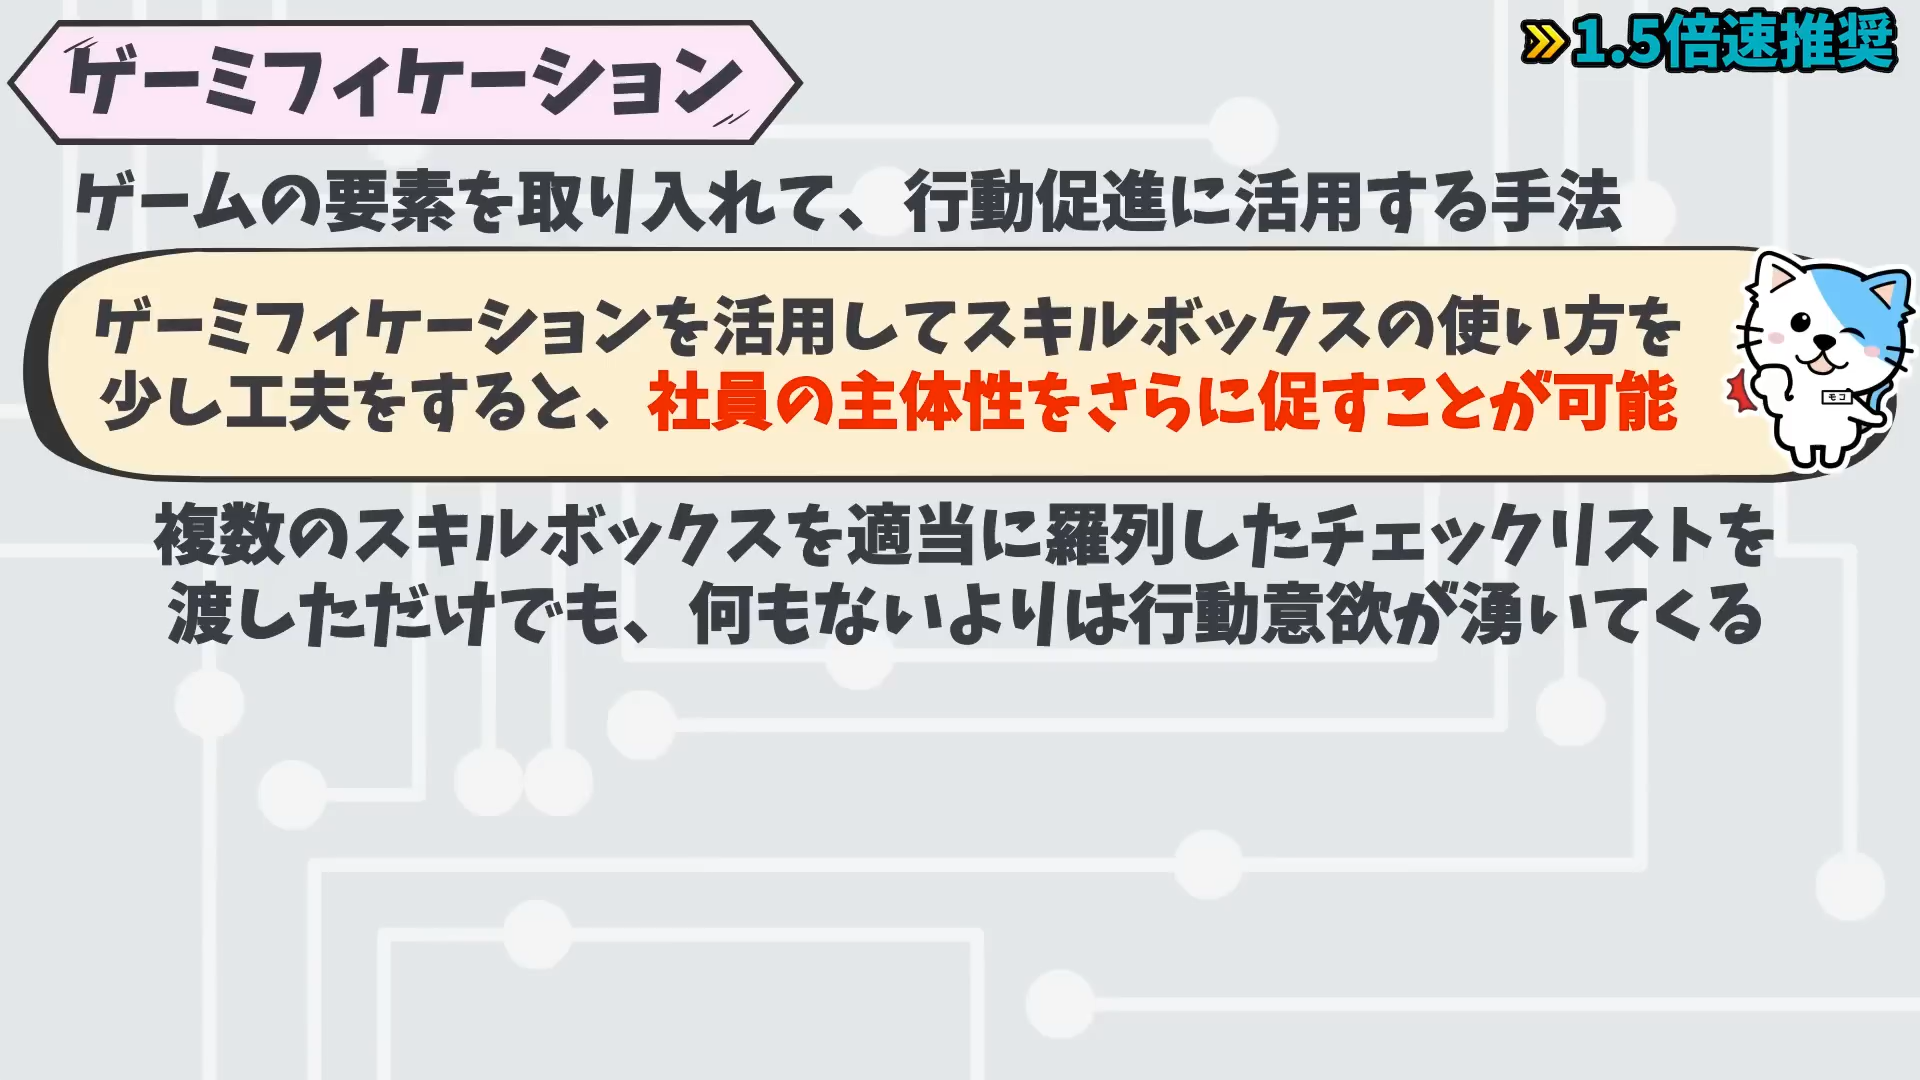 ゲーミフィケーション
1.5倍速推奨
ゲームの要素を取り入れて、行動促進に活用する手法
ゲーミフィケーションを活用してスキルボックスの使い方を
少し工夫をすると、社員の主体性をさらに促すことが可能
モコ
複数のスキルボックスを適当に羅列したチェックリストを
渡しただけでも、何もないよりは行動意欲が湧いてくる